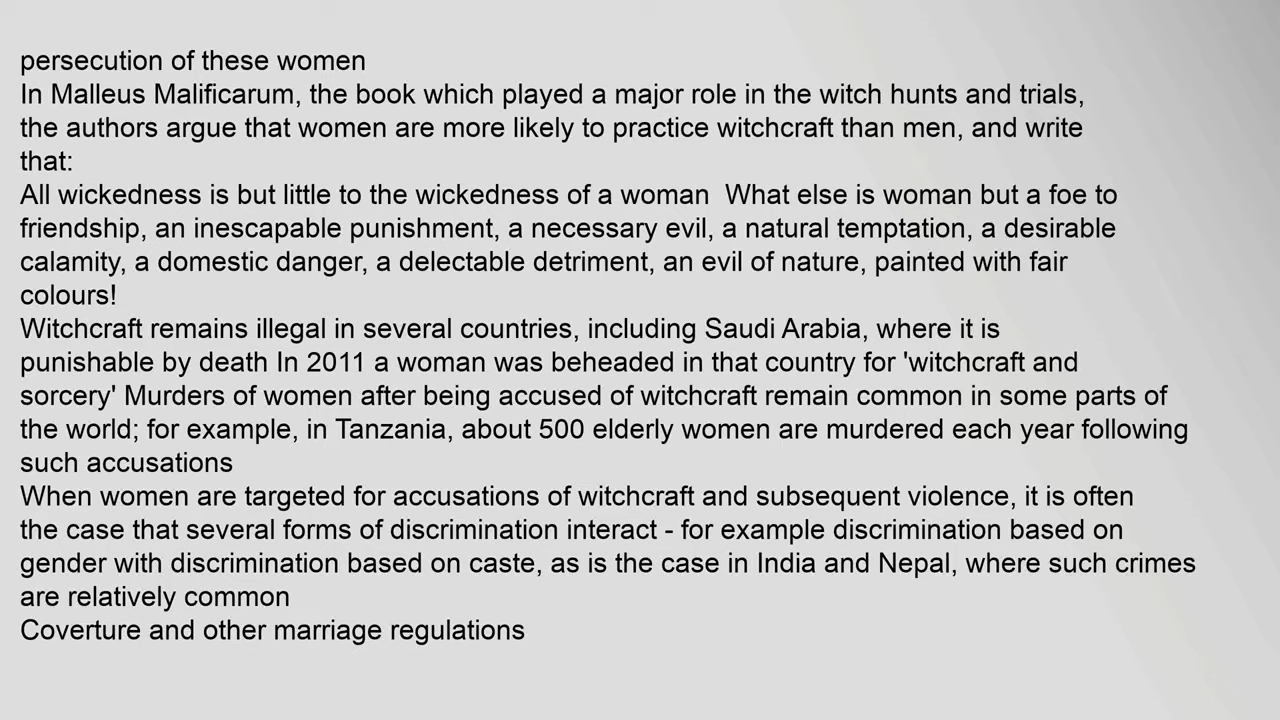 persecution of these women
In Malleus Malificarum, the book which played a major role in the witch hunts and trials,
the authors argue that women are more likely to practice witchcraft than men, and write
that:
All wickedness is but little to the wickedness of a woman  What else is woman but a foe to
friendship, an inescapable punishment, a necessary evil, a natural temptation, a desirable
calamity, a domestic danger, a delectable detriment, an evil of nature, painted with fair
colours!
Witchcraft remains illegal in several countries, including Saudi Arabia, where it is
punishable by death In 2011 a woman was beheaded in that country for 'witchcraft and
sorcery' Murders of women after being accused of witchcraft remain common in some parts of
the world; for example, in Tanzania, about 500 elderly women are murdered each year following
such accusations
When women are targeted for accusations of witchcraft and subsequent violence, it is often
the case that several forms of discrimination interact - for example discrimination based on
gender with discrimination based on caste, as is the case in India and Nepal, where such crimes
are relatively common
Coverture and other marriage regulations